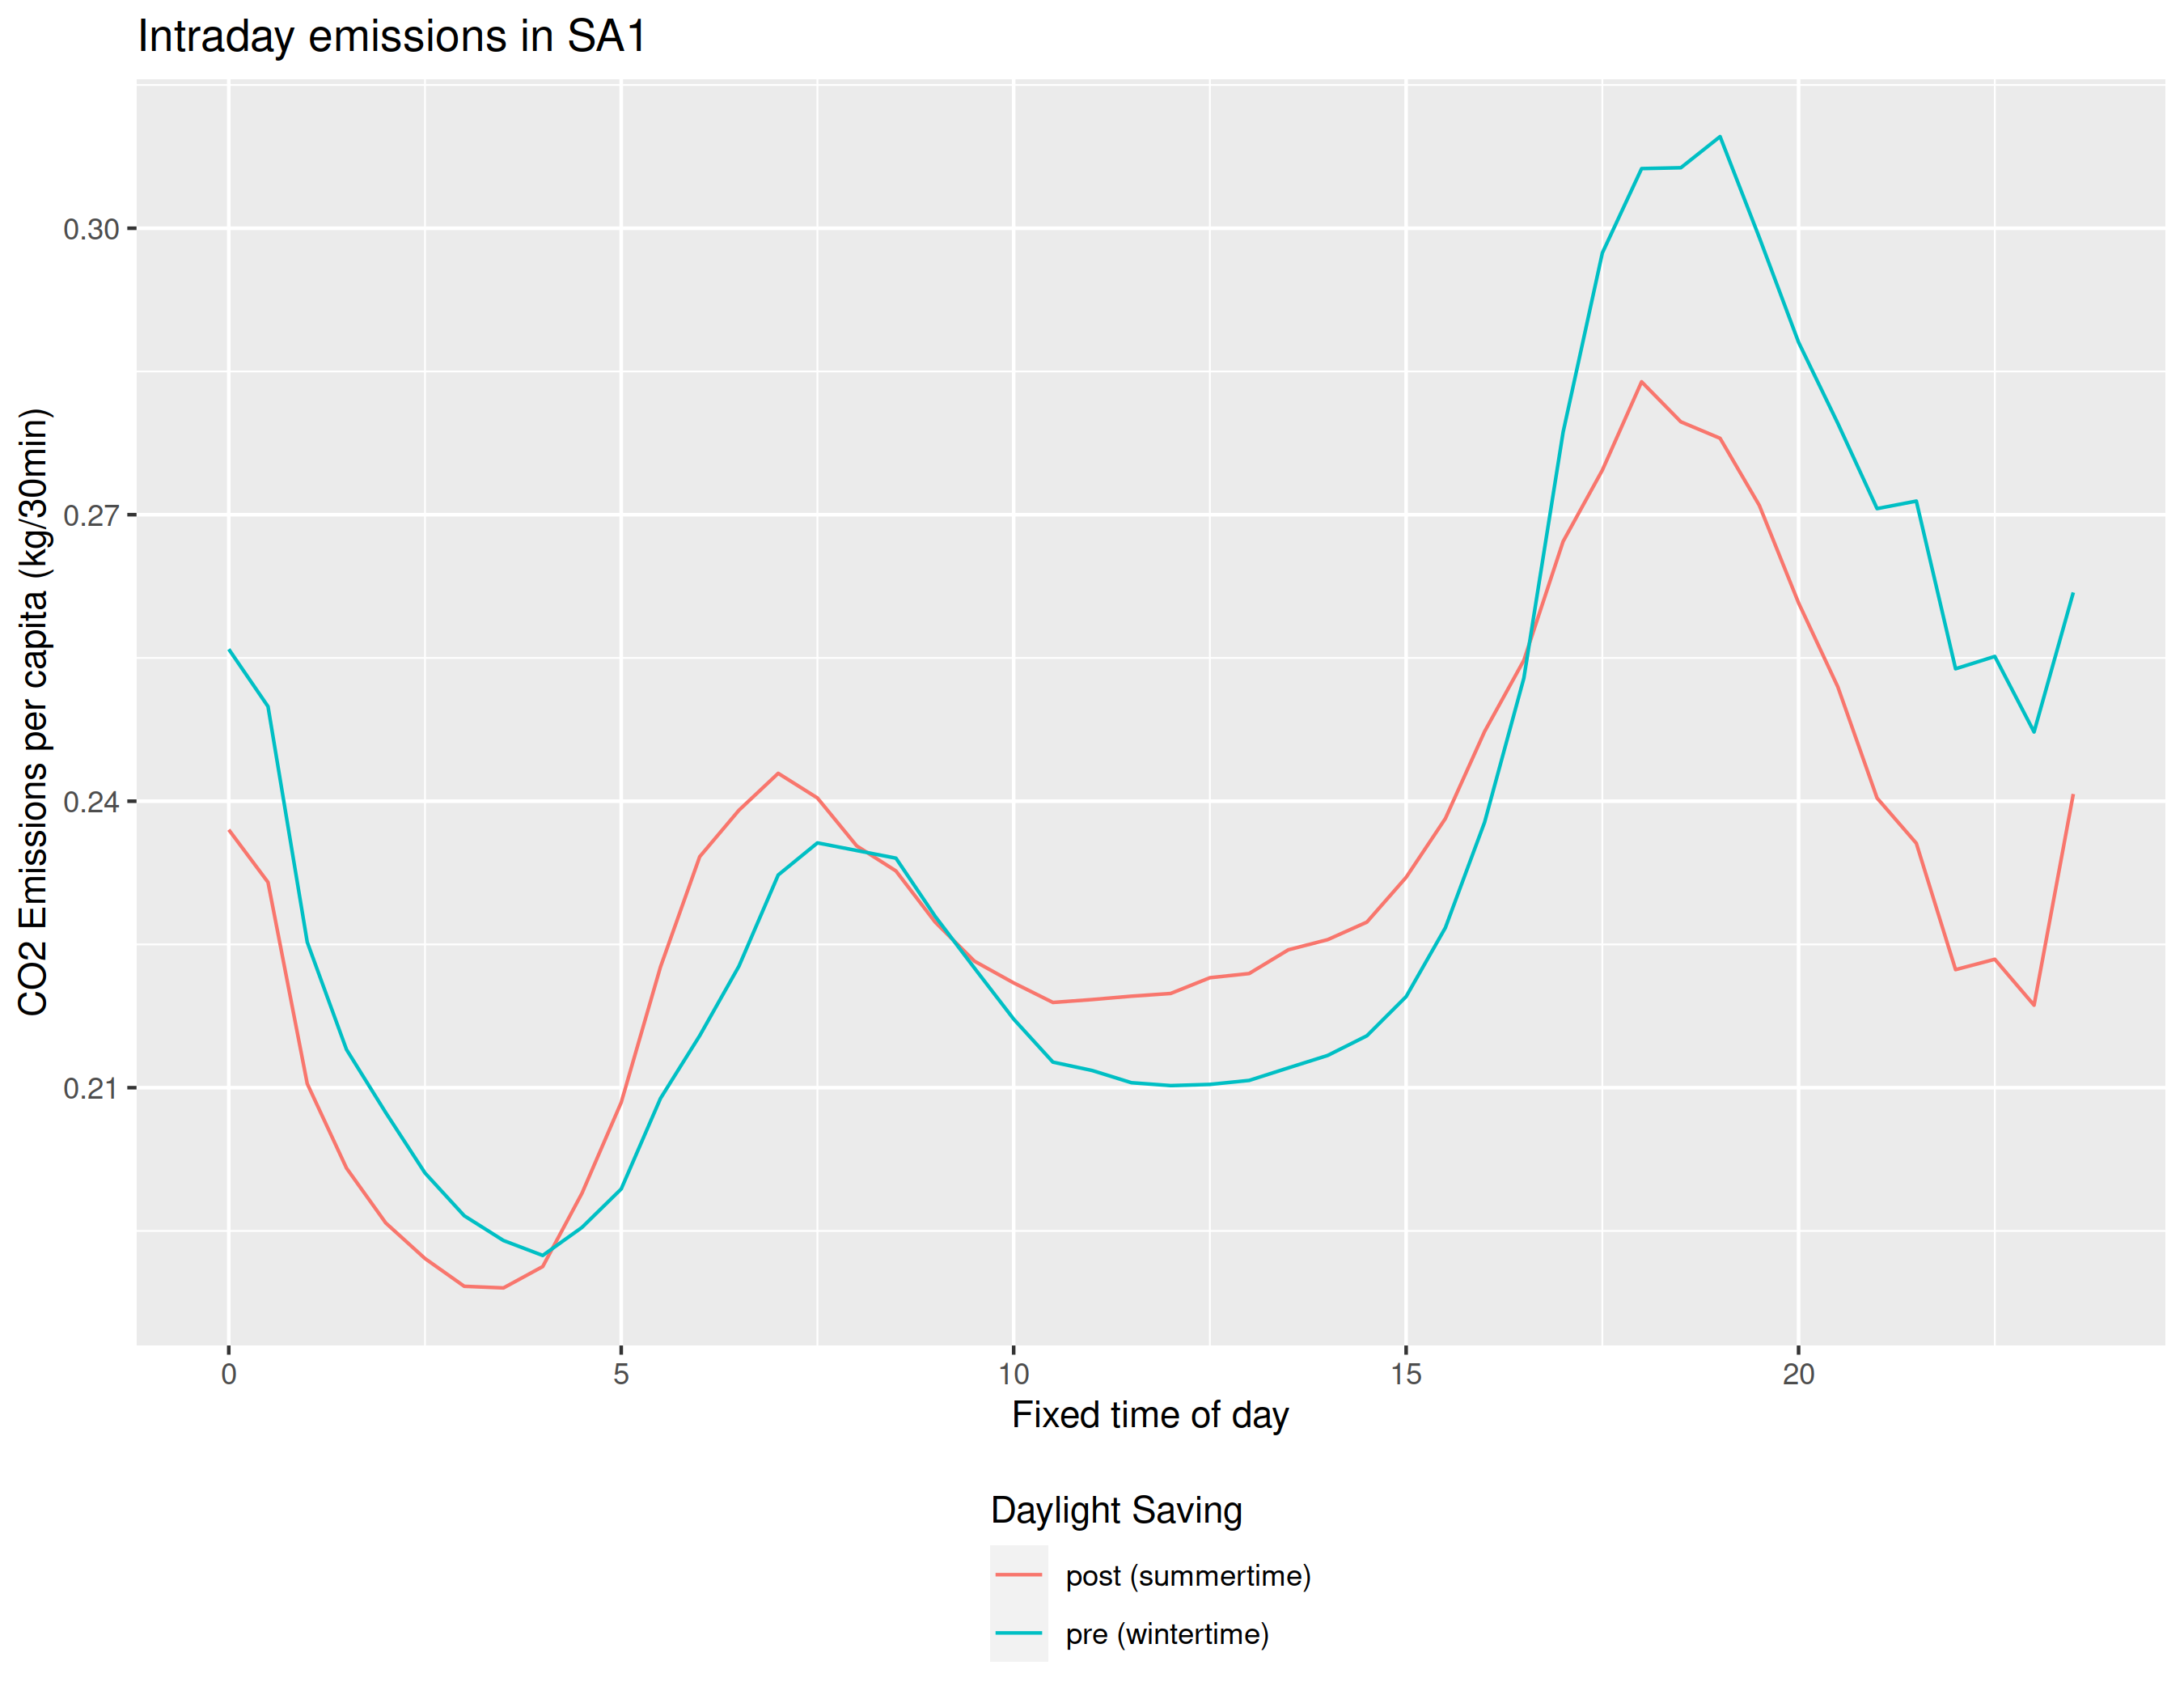 Intraday emissions in SA1
CO2 Emissions per capita (kg/30min)
0.30
0.27
0.24
0.21
0 5 10 15 20
Fixed time of day
Daylight Saving
post (summertime)
pre (wintertime)